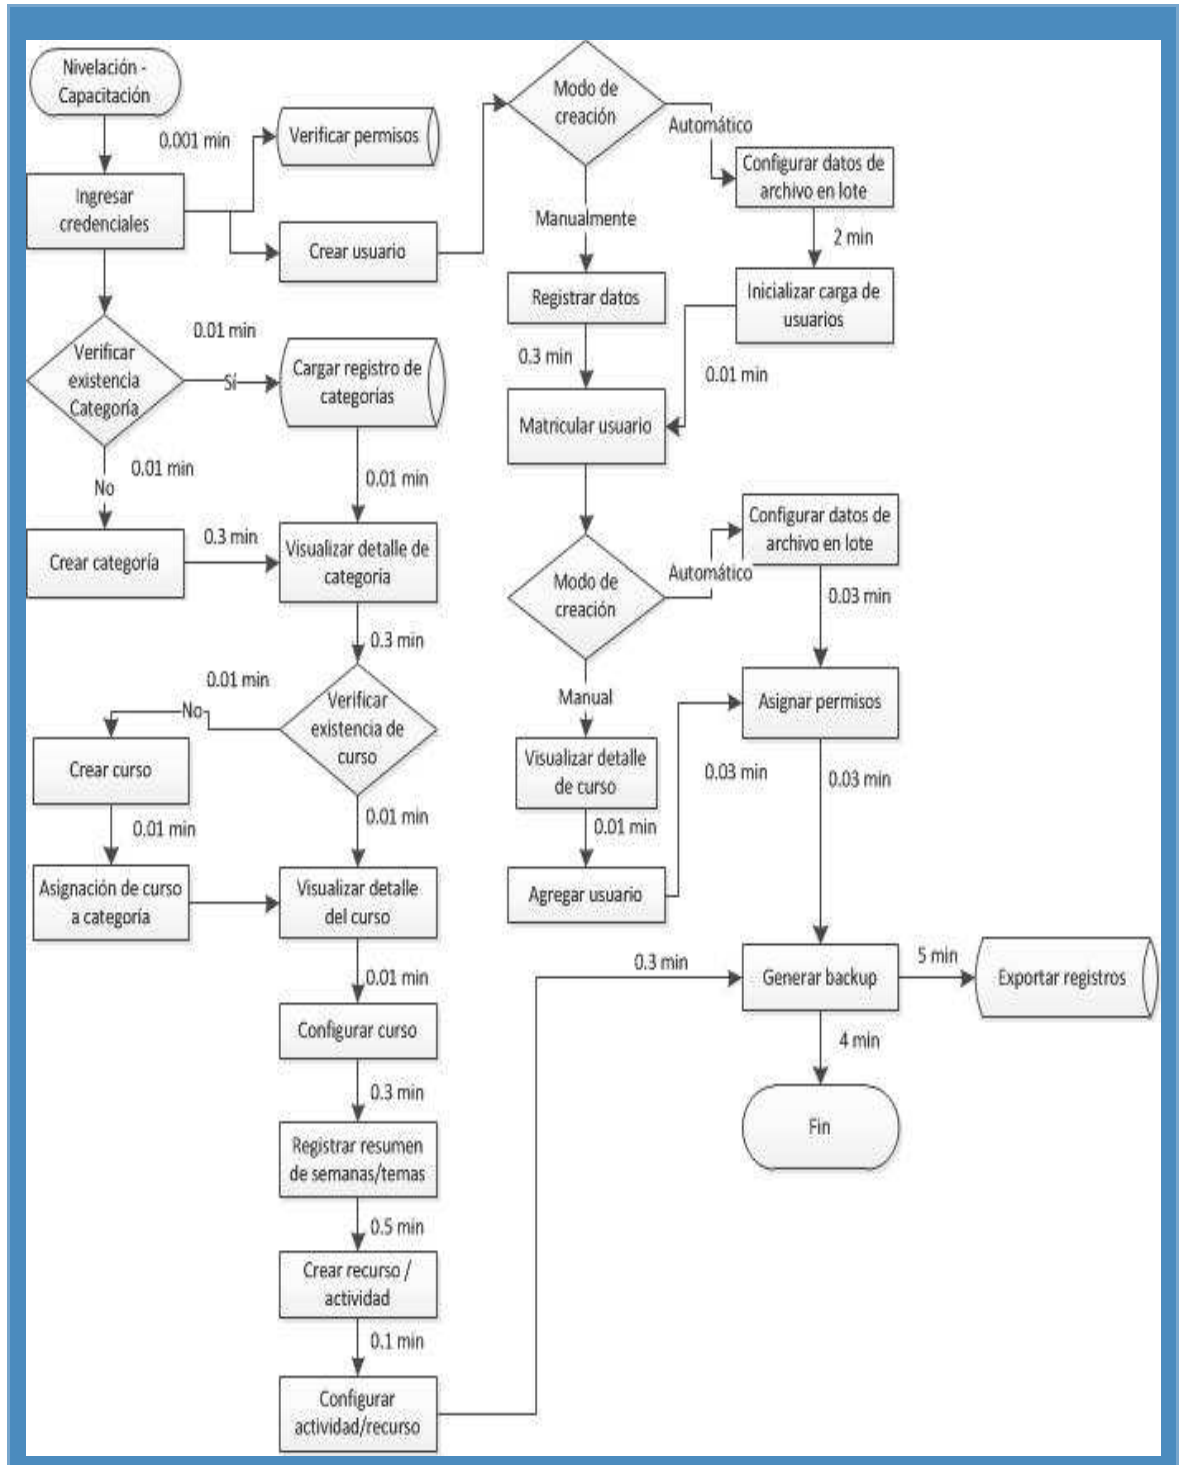 Nivelación -
Capacitación
0.001 min
Verificar permisos
Ingresar
credenciales
Crear usuario
0.01 min
Verificar
existencia
Categoría
Sí
Cargar registro de
categorías
0.01 min
No
0.01 min
Crear categoría
0.3 min
Visualizar detalle de
categoría
0.3 min
0.01 min
No
Verificar
existencia de
curso
Crear curso
0.01 min
0.01 min
Asignación de curso
a categoría
Visualizar detalle
del curso
0.01 min
Configurar curso
0.3 min
Registrar resumen
de semanas/temas
0.5 min
Crear recurso /
actividad
0.1 min
Configurar
actividad/recurso
Modo de
creación
Automático
Configurar datos de
archivo en lote
Manualmente
2 min
Registrar datos
Inicializar carga de
usuarios
0.3 min
0.01 min
Matricular usuario
Configurar datos de
archivo en lote
Modo de
creación
Automático
0.03 min
Manual
Asignar permisos
Visualizar detalle
de curso
0.03 min
0.03 min
0.01 min
Agregar usuario
0.3 min
Generar backup
5 min
Exportar registros
4 min
Fin